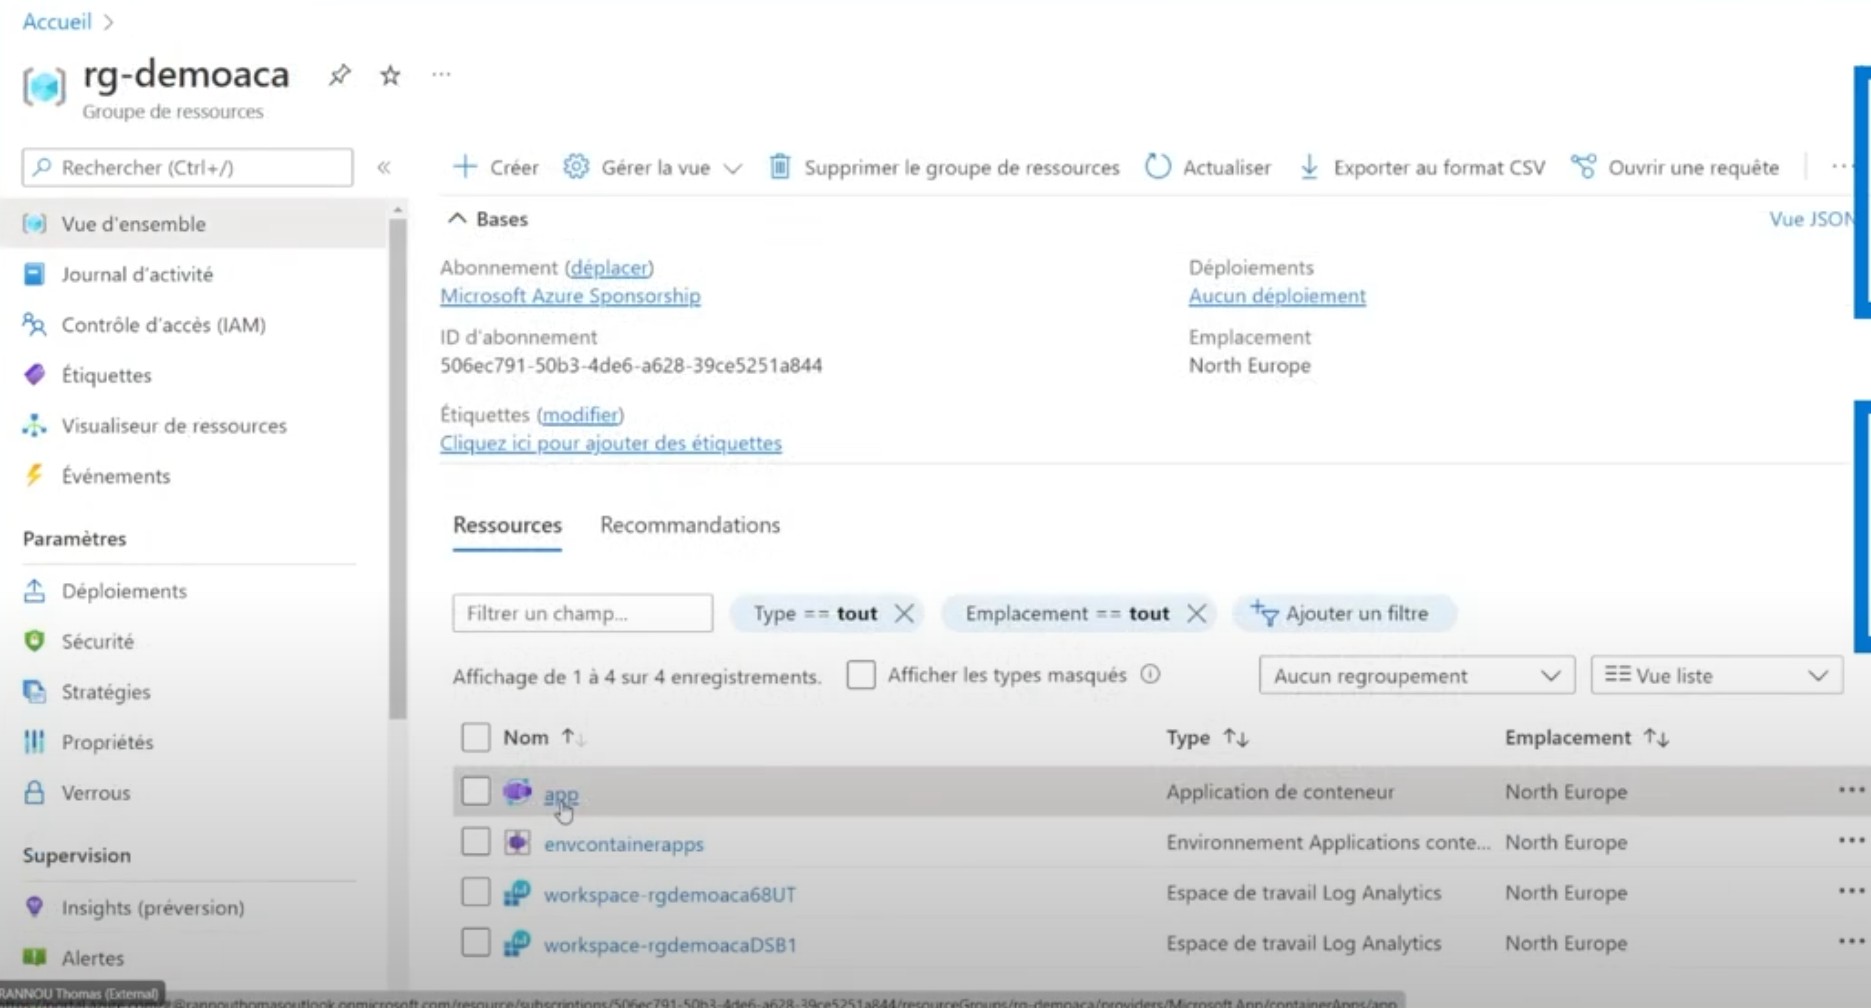 Accueil >
rg-demoaca ...
Groupe de ressources
Rechercher (Ctrl+/) «
Vue d'ensemble
Journal d'activité
Contrôle d'accès (IAM)
Étiquettes
Visualiseur de ressources
Événements
Paramètres
Déploiements
Sécurité
Stratégies
Propriétés
Verrous
Supervision
Insights (préversion)
Alertes
Créer Gérer la vue Supprimer le groupe de ressources Actualiser Exporter au format CSV Ouvrir une requête ...
Bases Vue JSON
Abonnement (déplacer)
Microsoft Azure Sponsorship
ID d'abonnement
506ec791-50b3-4de6-a628-39ce5251a844
Étiquettes (modifier)
Cliquez ici pour ajouter des étiquettes
Déploiements
Aucun déploiement
Emplacement
North Europe
Ressources Recommandations
Filtrer un champ... Type == tout Emplacement == tout Ajouter un filtre
Affichage de 1 à 4 sur 4 enregistrements. Afficher les types masqués Aucun regroupement Vue liste
Nom ↑↓ Type ↑↓ Emplacement ↑↓
app Application de conteneur North Europe ...
envcontainerapps Environnement Applications conte... North Europe ...
workspace-rgdemoaca68UT Espace de travail Log Analytics North Europe ...
workspace-rgdemoacaDSB1 Espace de travail Log Analytics North Europe ...
RANNOU Thomas (External)
@rannouthomasoutlook.onmicrosoft.com/resource/subscriptions/506ec791-50b3-4de6-a628-39ce5251a844/resourceGroups/rg-demoaca/providers/Microsoft.App/containerApps/app